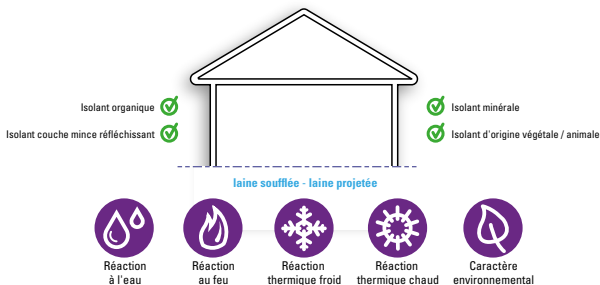 Isolant organique
Isolant minérale
Isolant couche mince réfléchissant
Isolant d'origine végétale / animale
laine soufflée - laine projetée
Réaction
à l'eau
Réaction
au feu
Réaction
thermique froid
Réaction
thermique chaud
Caractère
environnemental